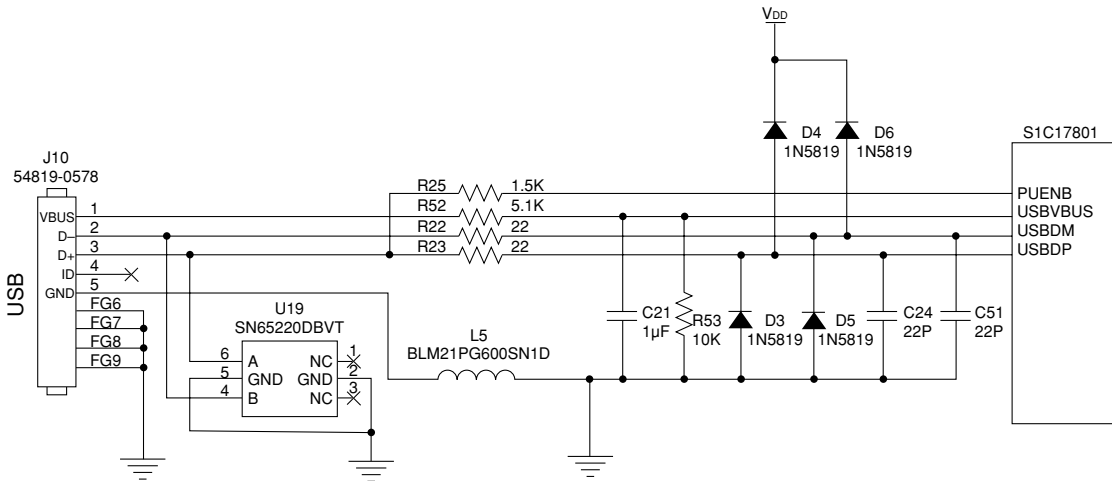 VDD
D4
1N5819
D6
1N5819
S1C17801
J10
54819-0578
R25
1.5K
PUENB
VBUS
1
R52
5.1K
USBVBUS
D–
2
R22
22
USBDM
D+
3
R23
22
USBDP
ID
4
GND
5
USB
FG6
FG7
FG8
FG9
U19
SN65220DBVT
6
A
NC
1
5
GND
GND
2
4
B
NC
3
L5
BLM21PG600SN1D
C21
1μF
R53
10K
D3
1N5819
D5
1N5819
C24
22P
C51
22P